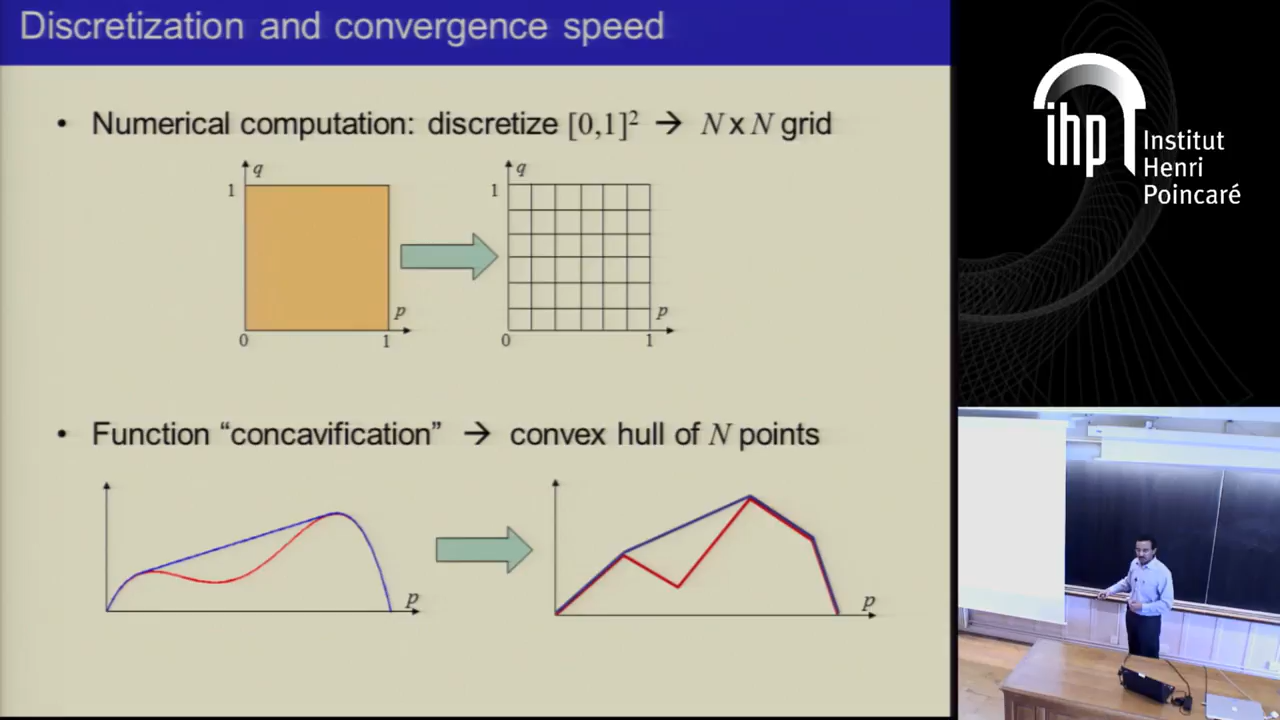 Discretization and convergence speed
• Numerical computation: discretize [0,1]² → N x N grid
q
1
p
0
1
q
1
p
0
1
• Function “concavification” → convex hull of N points
p
p
ihp
Institut
Henri
Poincaré